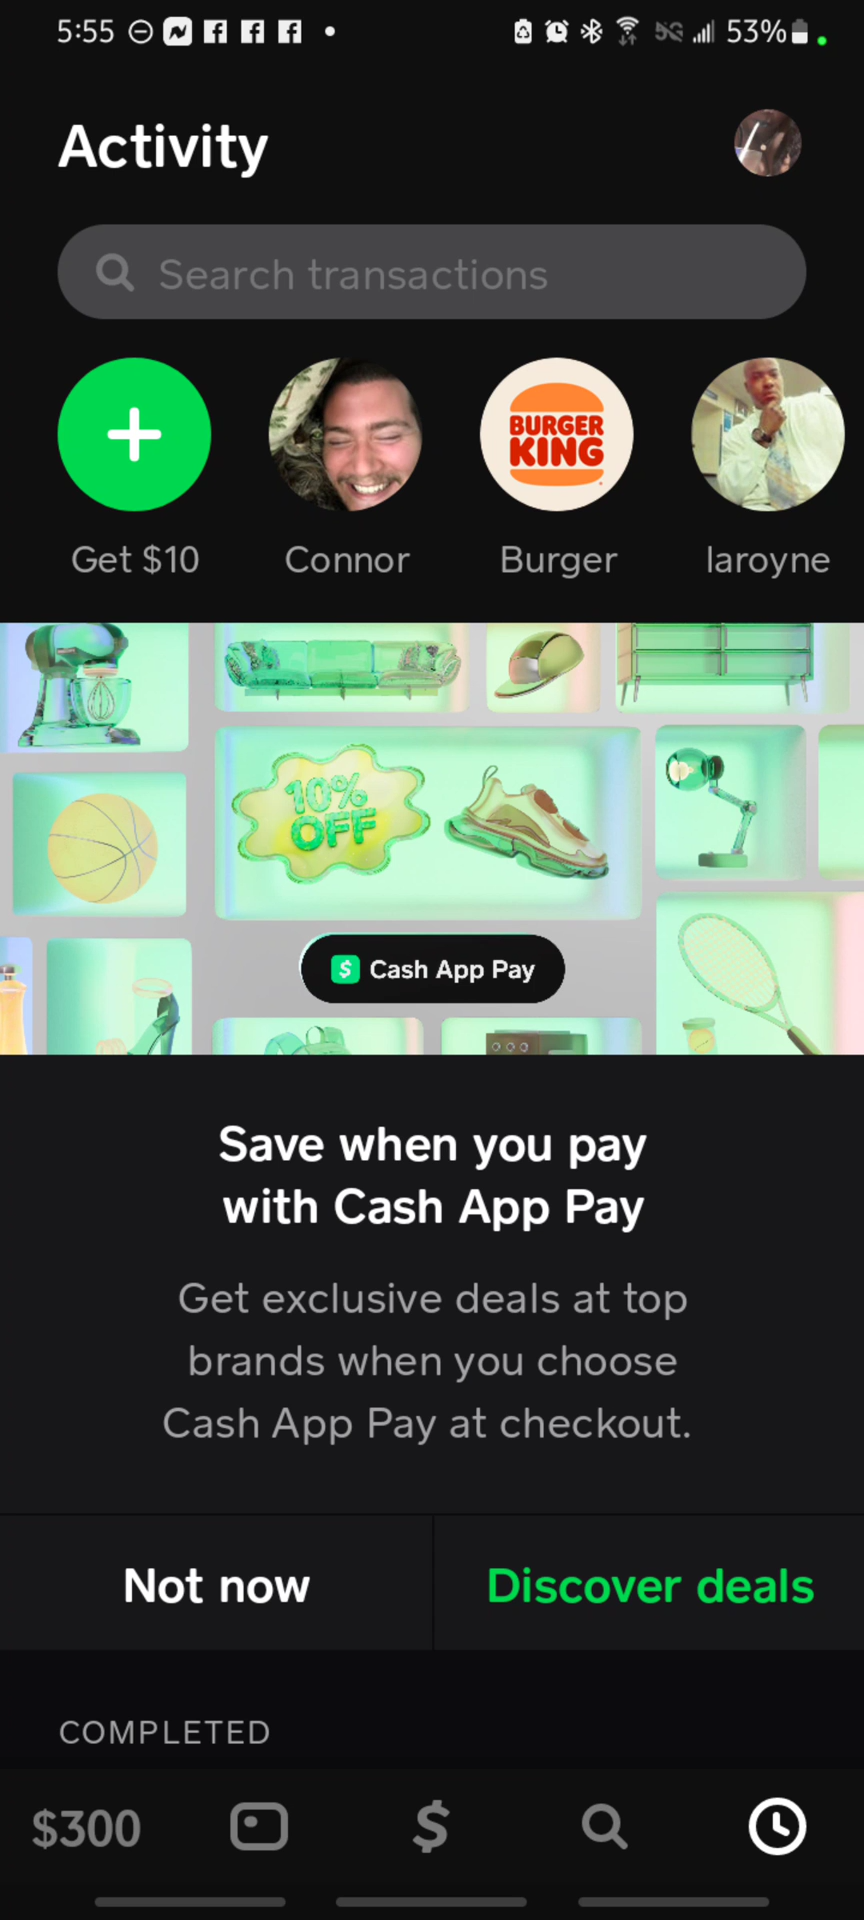 5:55
5G
53%
Activity
Search transactions
BURGER
KING
Get $10
Connor
Burger
laroyne
10%
OFF
$ Cash App Pay
Save when you pay
with Cash App Pay
Get exclusive deals at top
brands when you choose
Cash App Pay at checkout.
Not now
Discover deals
COMPLETED
$300
$